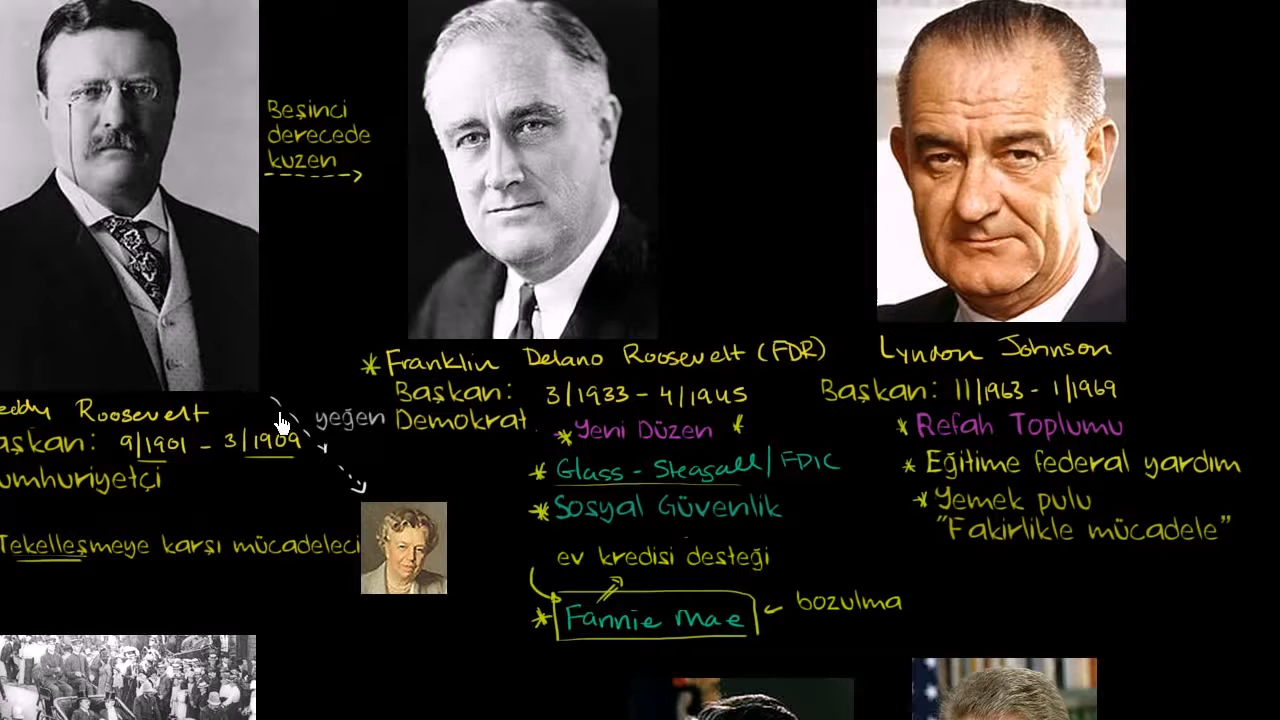 Beşinci
derecede
kuzen
eddy Roosevelt
aşkan: 9/1901 - 3/1909
umhuriyetçi
Tekelleşmeye karşı mücadeleci
yeğen
*Franklin Delano Roosevelt (FDR)
Başkan: 3/1933 - 4/1945
Demokrat
*Yeni Düzen
*Glass-Steagall/FDIC
*Sosyal Güvenlik
ev kredisi desteği
*Fannie Mae
bozulma
Lyndon Johnson
Başkan: 11/1963 - 1/1969
*Refah Toplumu
*Eğitime federal yardım
*Yemek pulu
"Fakirlikle mücadele"